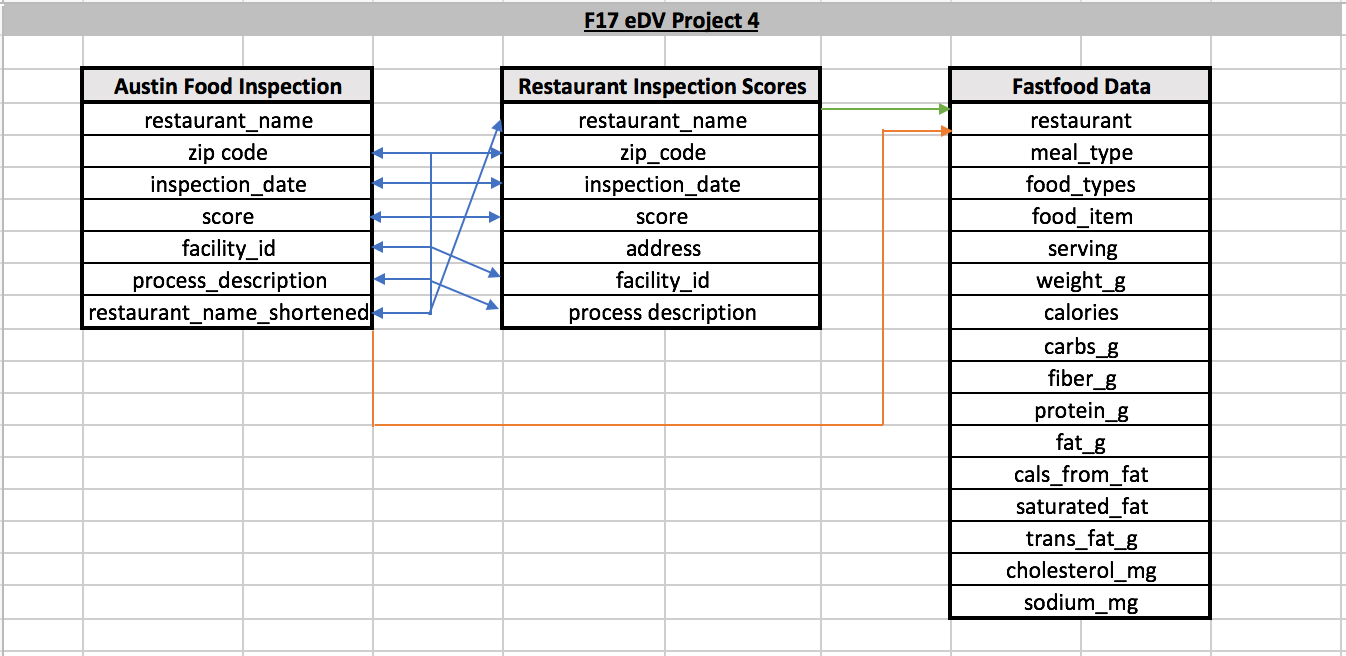 F17 eDV Project 4
Austin Food Inspection
restaurant_name
zip code
inspection_date
score
facility_id
process_description
restaurant_name_shortened
Restaurant Inspection Scores
restaurant_name
zip_code
inspection_date
score
address
facility_id
process description
Fastfood Data
restaurant
meal_type
food_types
food_item
serving
weight_g
calories
carbs_g
fiber_g
protein_g
fat_g
cals_from_fat
saturated_fat
trans_fat_g
cholesterol_mg
sodium_mg